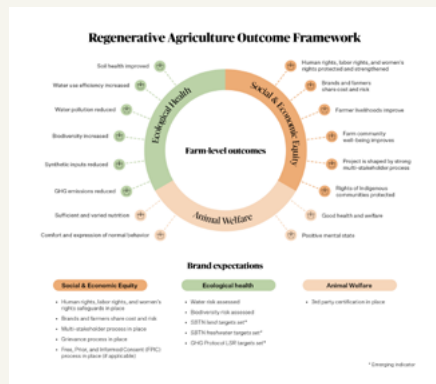 Regenerative Agriculture Outcome Framework
Soil health improved
Water use efficiency increased
Water pollution reduced
Biodiversity increased
Synthetic inputs reduced
GHG emissions reduced
Sufficient and varied nutrition
Comfort and expression of normal behavior
Ecological Health
Social & Economic Equity
Animal Welfare
Farm-level outcomes
Human rights, labor rights, and women's
rights protected and strengthened
Brands and farmers
share cost and risk
Farmer livelihoods improve
Farm community
well-being improves
Project is shaped by strong
multi-stakeholder process
Rights of Indigenous
communities protected
Good health and welfare
Positive mental state
Brand expectations
Social & Economic Equity
• Human rights, labor rights, and women's
rights safeguards in place
• Brands and farmers share cost and risk
• Multi-stakeholder process in place
• Grievance process in place
• Free, Prior, and Informed Consent (FPIC)
process in place (if applicable)
Ecological health
• Water risk assessed
• Biodiversity risk assessed
• SBTN land targets set*
• SBTN freshwater targets set*
• GHG Protocol LSR targets set*
Animal Welfare
• 3rd party certification in place
* Emerging indicator